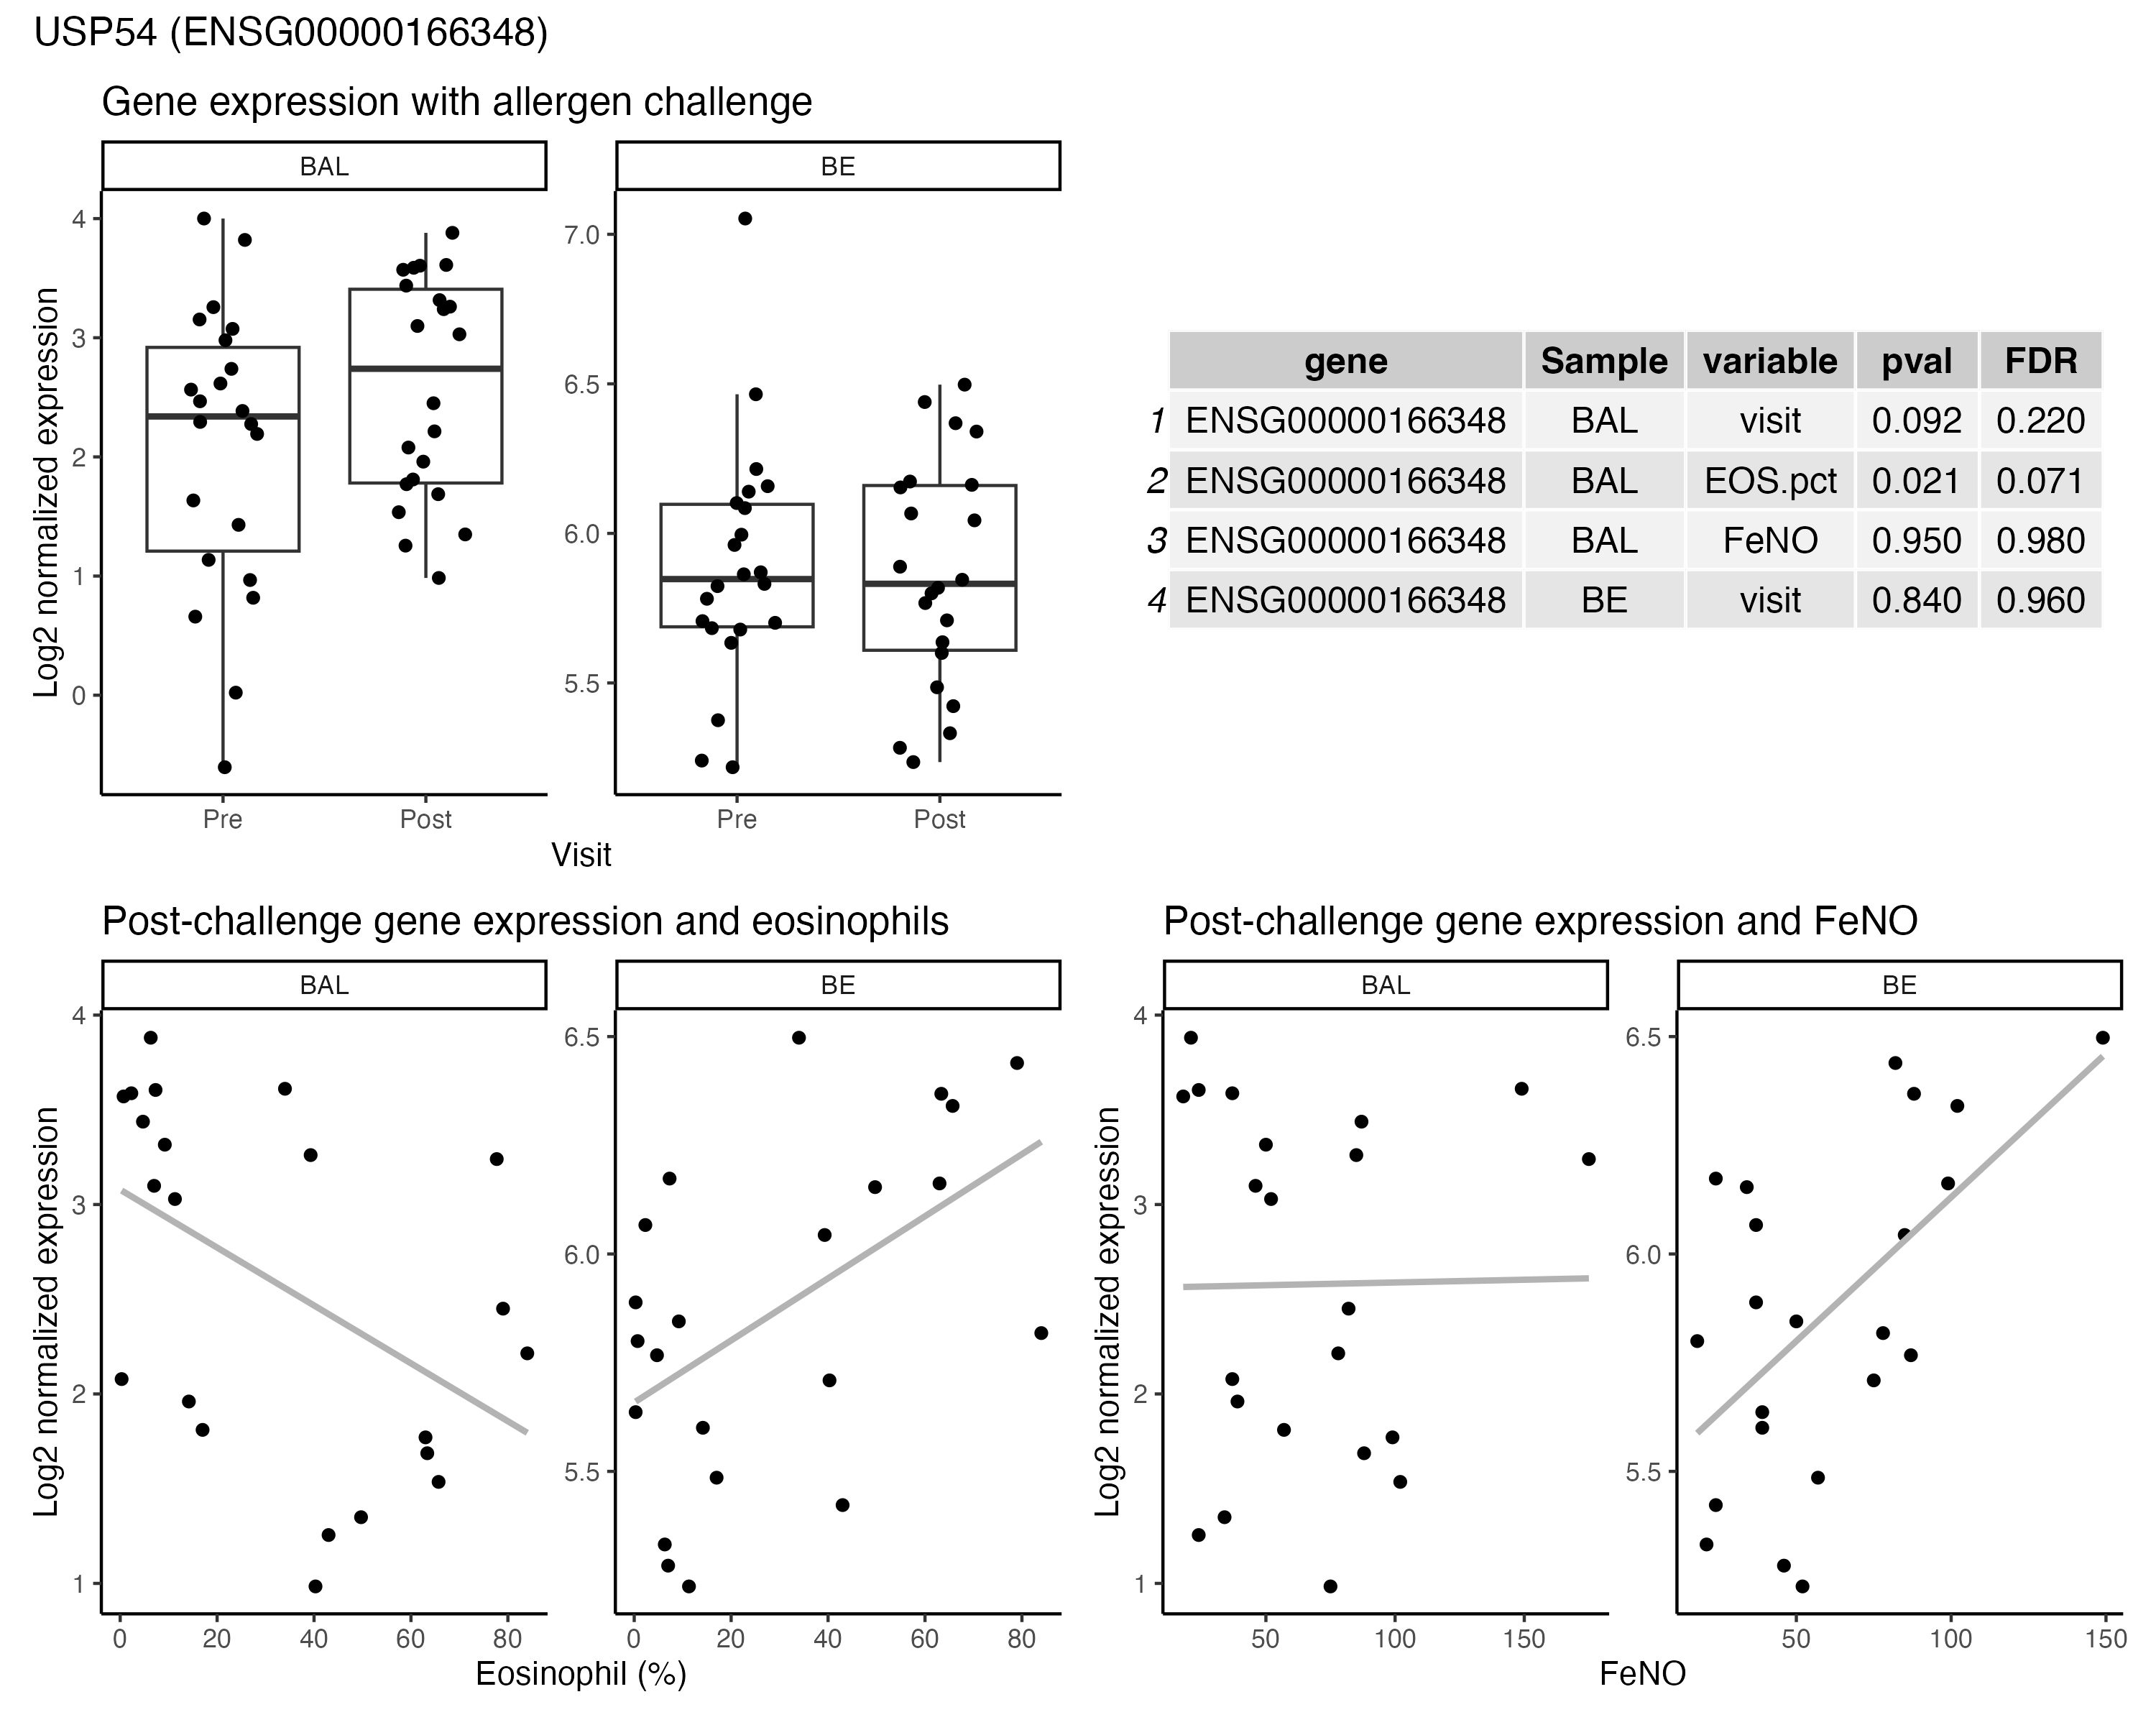 USP54 (ENSG00000166348)
Gene expression with allergen challenge
BAL
BE
Log2 normalized expression
4
3
2
1
0
7.0
6.5
6.0
5.5
Pre
Post
Pre
Post
Visit
gene Sample variable pval FDR
1 ENSG00000166348 BAL visit 0.092 0.220
2 ENSG00000166348 BAL EOS.pct 0.021 0.071
3 ENSG00000166348 BAL FeNO 0.950 0.980
4 ENSG00000166348 BE visit 0.840 0.960
Post-challenge gene expression and eosinophils
BAL
BE
Log2 normalized expression
4
3
2
1
6.5
6.0
5.5
0 20 40 60 80
0 20 40 60 80
Eosinophil (%)
Post-challenge gene expression and FeNO
BAL
BE
Log2 normalized expression
4
3
2
1
6.5
6.0
5.5
50 100 150
50 100 150
FeNO